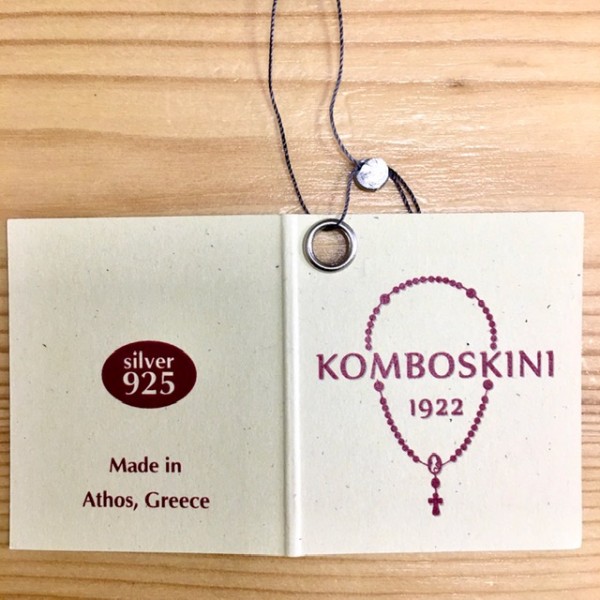 silver
925
Made in
Athos, Greece
KOMBOSKINI
1922